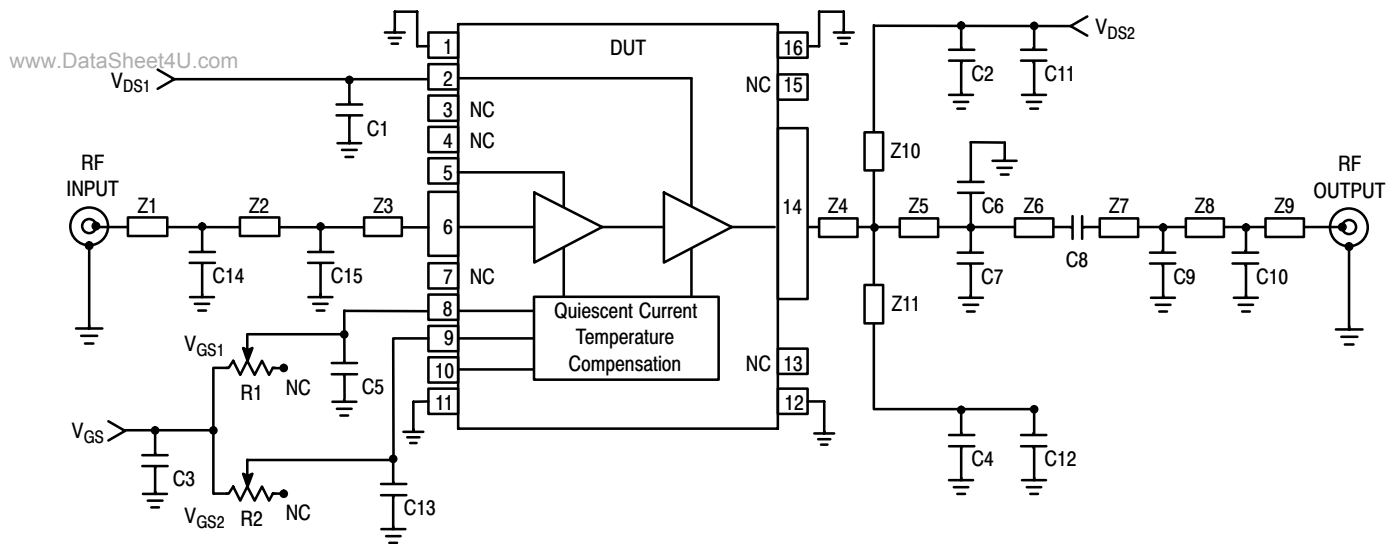 www.DataSheet4U.com
DUT
1
16
V_DS2
V_DS1
2
C2
C11
NC
15
3
NC
C1
4
NC
Z10
5
RF
INPUT
RF
OUTPUT
Z1
Z2
Z3
6
14
Z4
Z5
C6
Z6
Z7
Z8
Z9
C8
C14
C15
7
NC
C7
C9
C10
Z11
8
Quiescent Current
Temperature
Compensation
9
10
V_GS1
R1
NC
C5
NC
13
11
12
V_GS
C3
C4
C12
V_GS2
R2
NC
C13